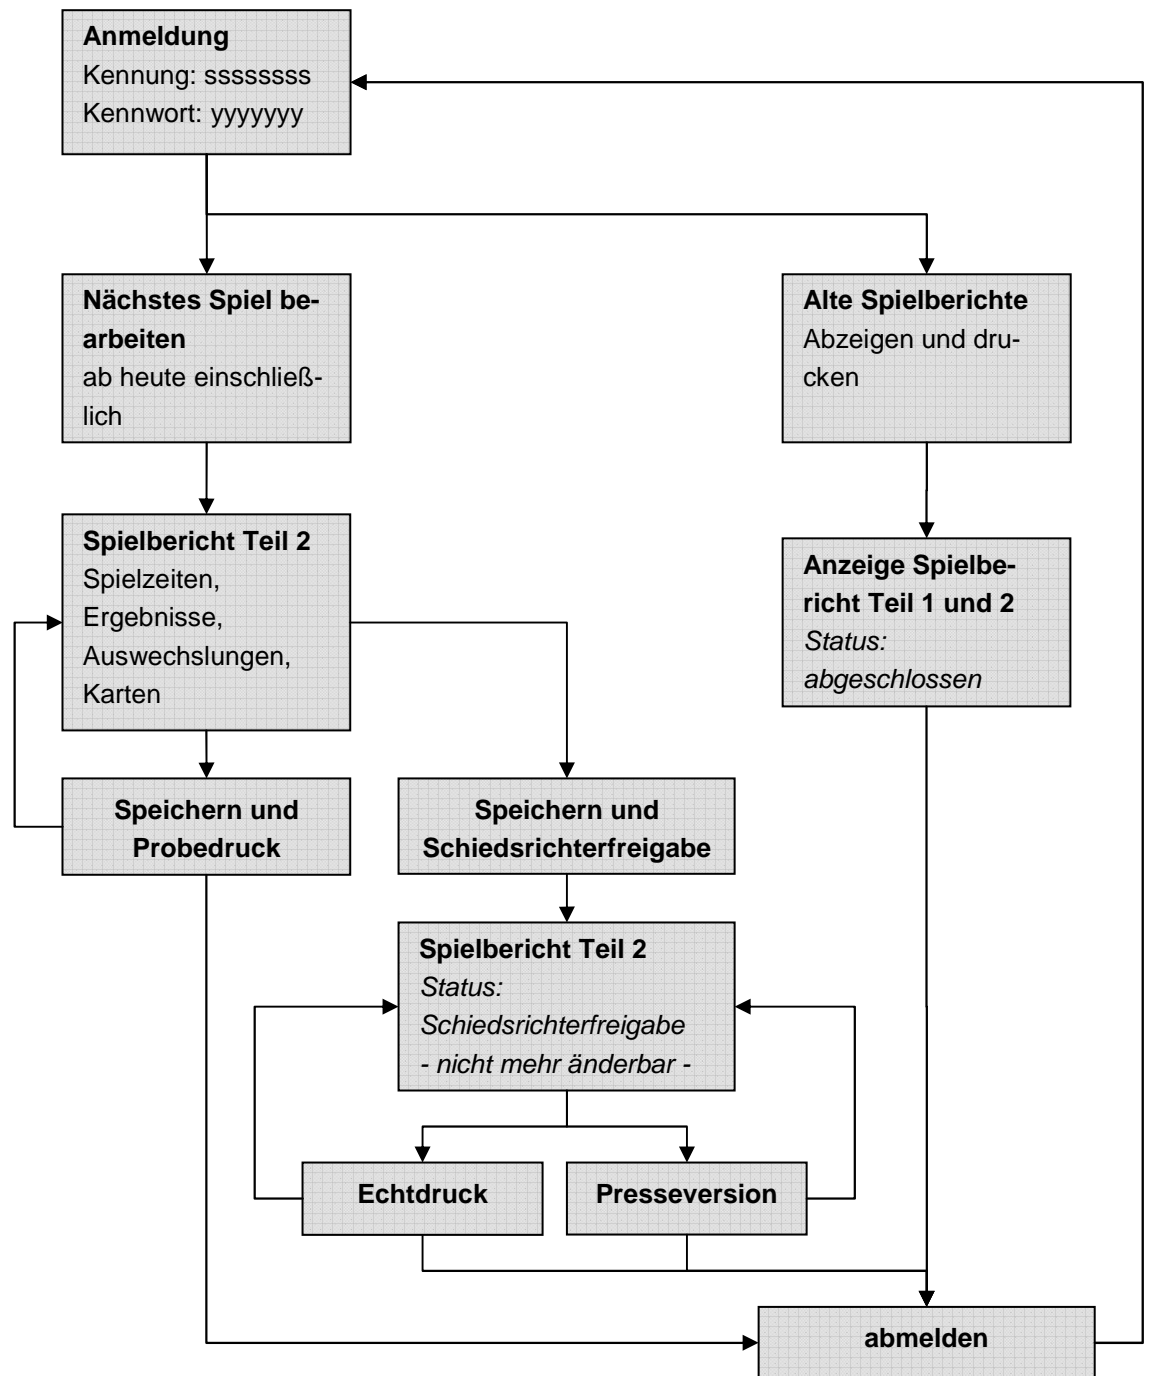 Anmeldung
Kennung: ssssssss
Kennwort: yyyyyyy
Nächstes Spiel be-
arbeiten
ab heute einschließ-
lich
Alte Spielberichte
Abzeigen und dru-
cken
Spielbericht Teil 2
Spielzeiten,
Ergebnisse,
Auswechslungen,
Karten
Anzeige Spielbe-
richt Teil 1 und 2
Status:
abgeschlossen
Speichern und
Probedruck
Speichern und
Schiedsrichterfreigabe
Spielbericht Teil 2
Status:
Schiedsrichterfreigabe
- nicht mehr änderbar -
Echtdruck
Presseversion
abmelden